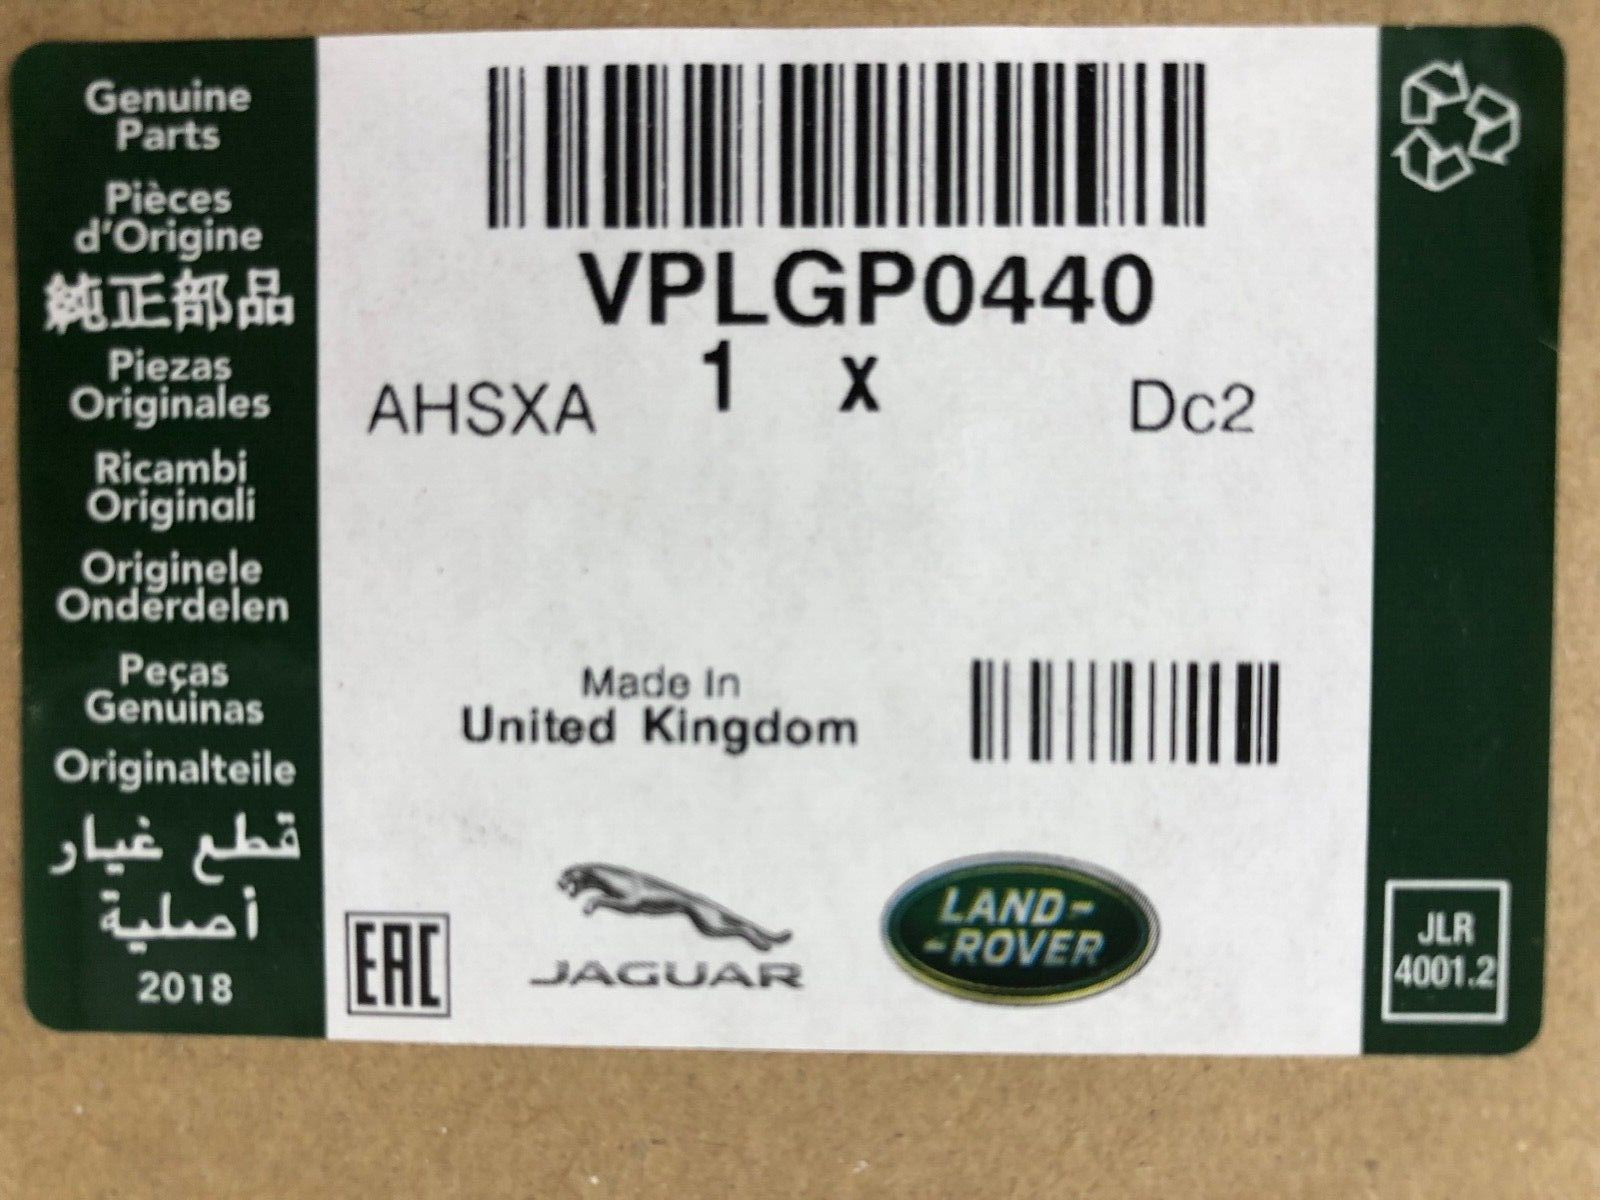 Genuine
Parts
Pièces
d'Origine
純正部品
Piezas
Originales
Ricambi
Originali
Originele
Onderdelen
Peças
Genuinas
Originalteile
قطع غيار
أصلية
2018
VPLGP0440
1 x
AHSXA
Dc2
Made In
United Kingdom
EAC
JAGUAR
LAND-
-ROVER
JLR
4001.2